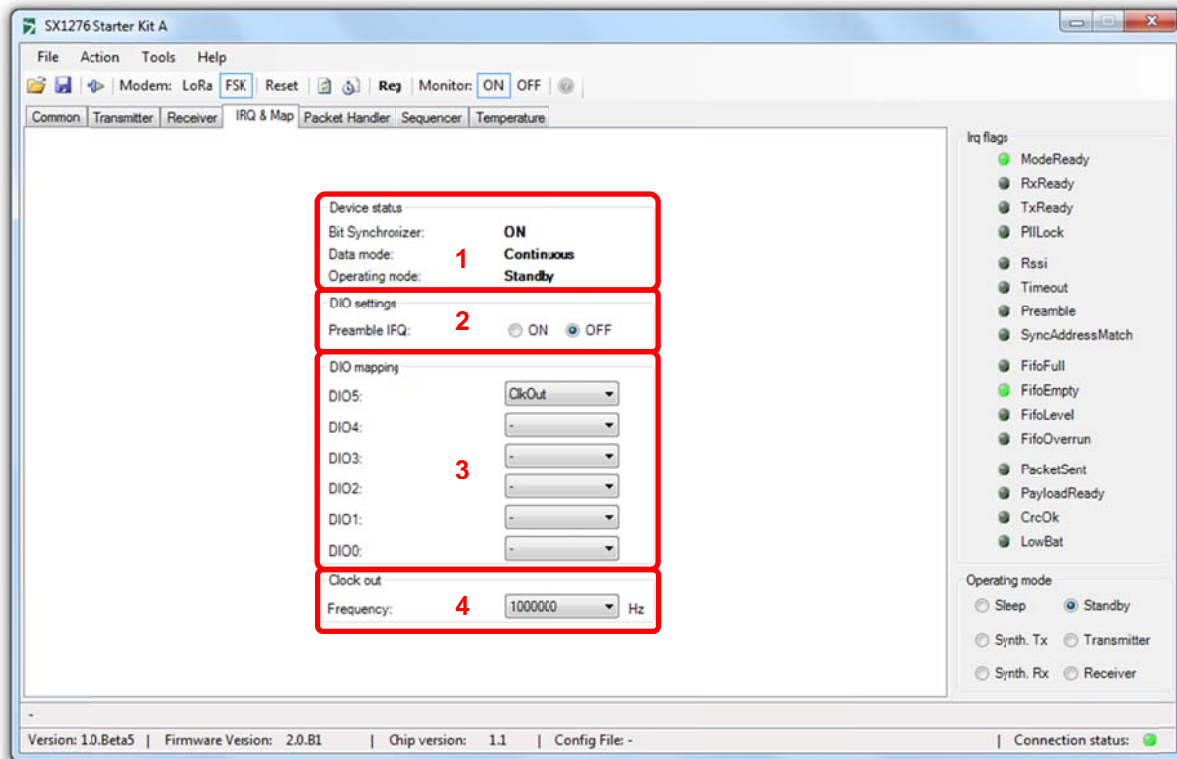 SX1276 Starter Kit A
File Action Tools Help
Modem: LoRa FSK Reset Reg Monitor: ON OFF
Common Transmitter Receiver IRQ & Map Packet Handler Sequencer Temperature
Device status
Bit Synchronizer: ON
Data mode: Continuous
Operating mode: Standby
1
DIO settings
Preamble IRQ: ON OFF
2
DIO mapping
DIO5: ClkOut
DIO4: -
DIO3: -
DIO2: -
DIO1: -
DIO0: -
3
Clock out
Frequency: 1000000 Hz
4
Irq flags
ModeReady
RxReady
TxReady
PllLock
Rssi
Timeout
Preamble
SyncAddressMatch
FifoFull
FifoEmpty
FifoLevel
FifoOverrun
PacketSent
PayloadReady
CrcOk
LowBat
Operating mode
Sleep Standby
Synth. Tx Transmitter
Synth. Rx Receiver
-
Version: 1.0.Beta5 | Firmware Version: 2.0.B1 | Chip version: 1.1 | Config File: - | Connection status: